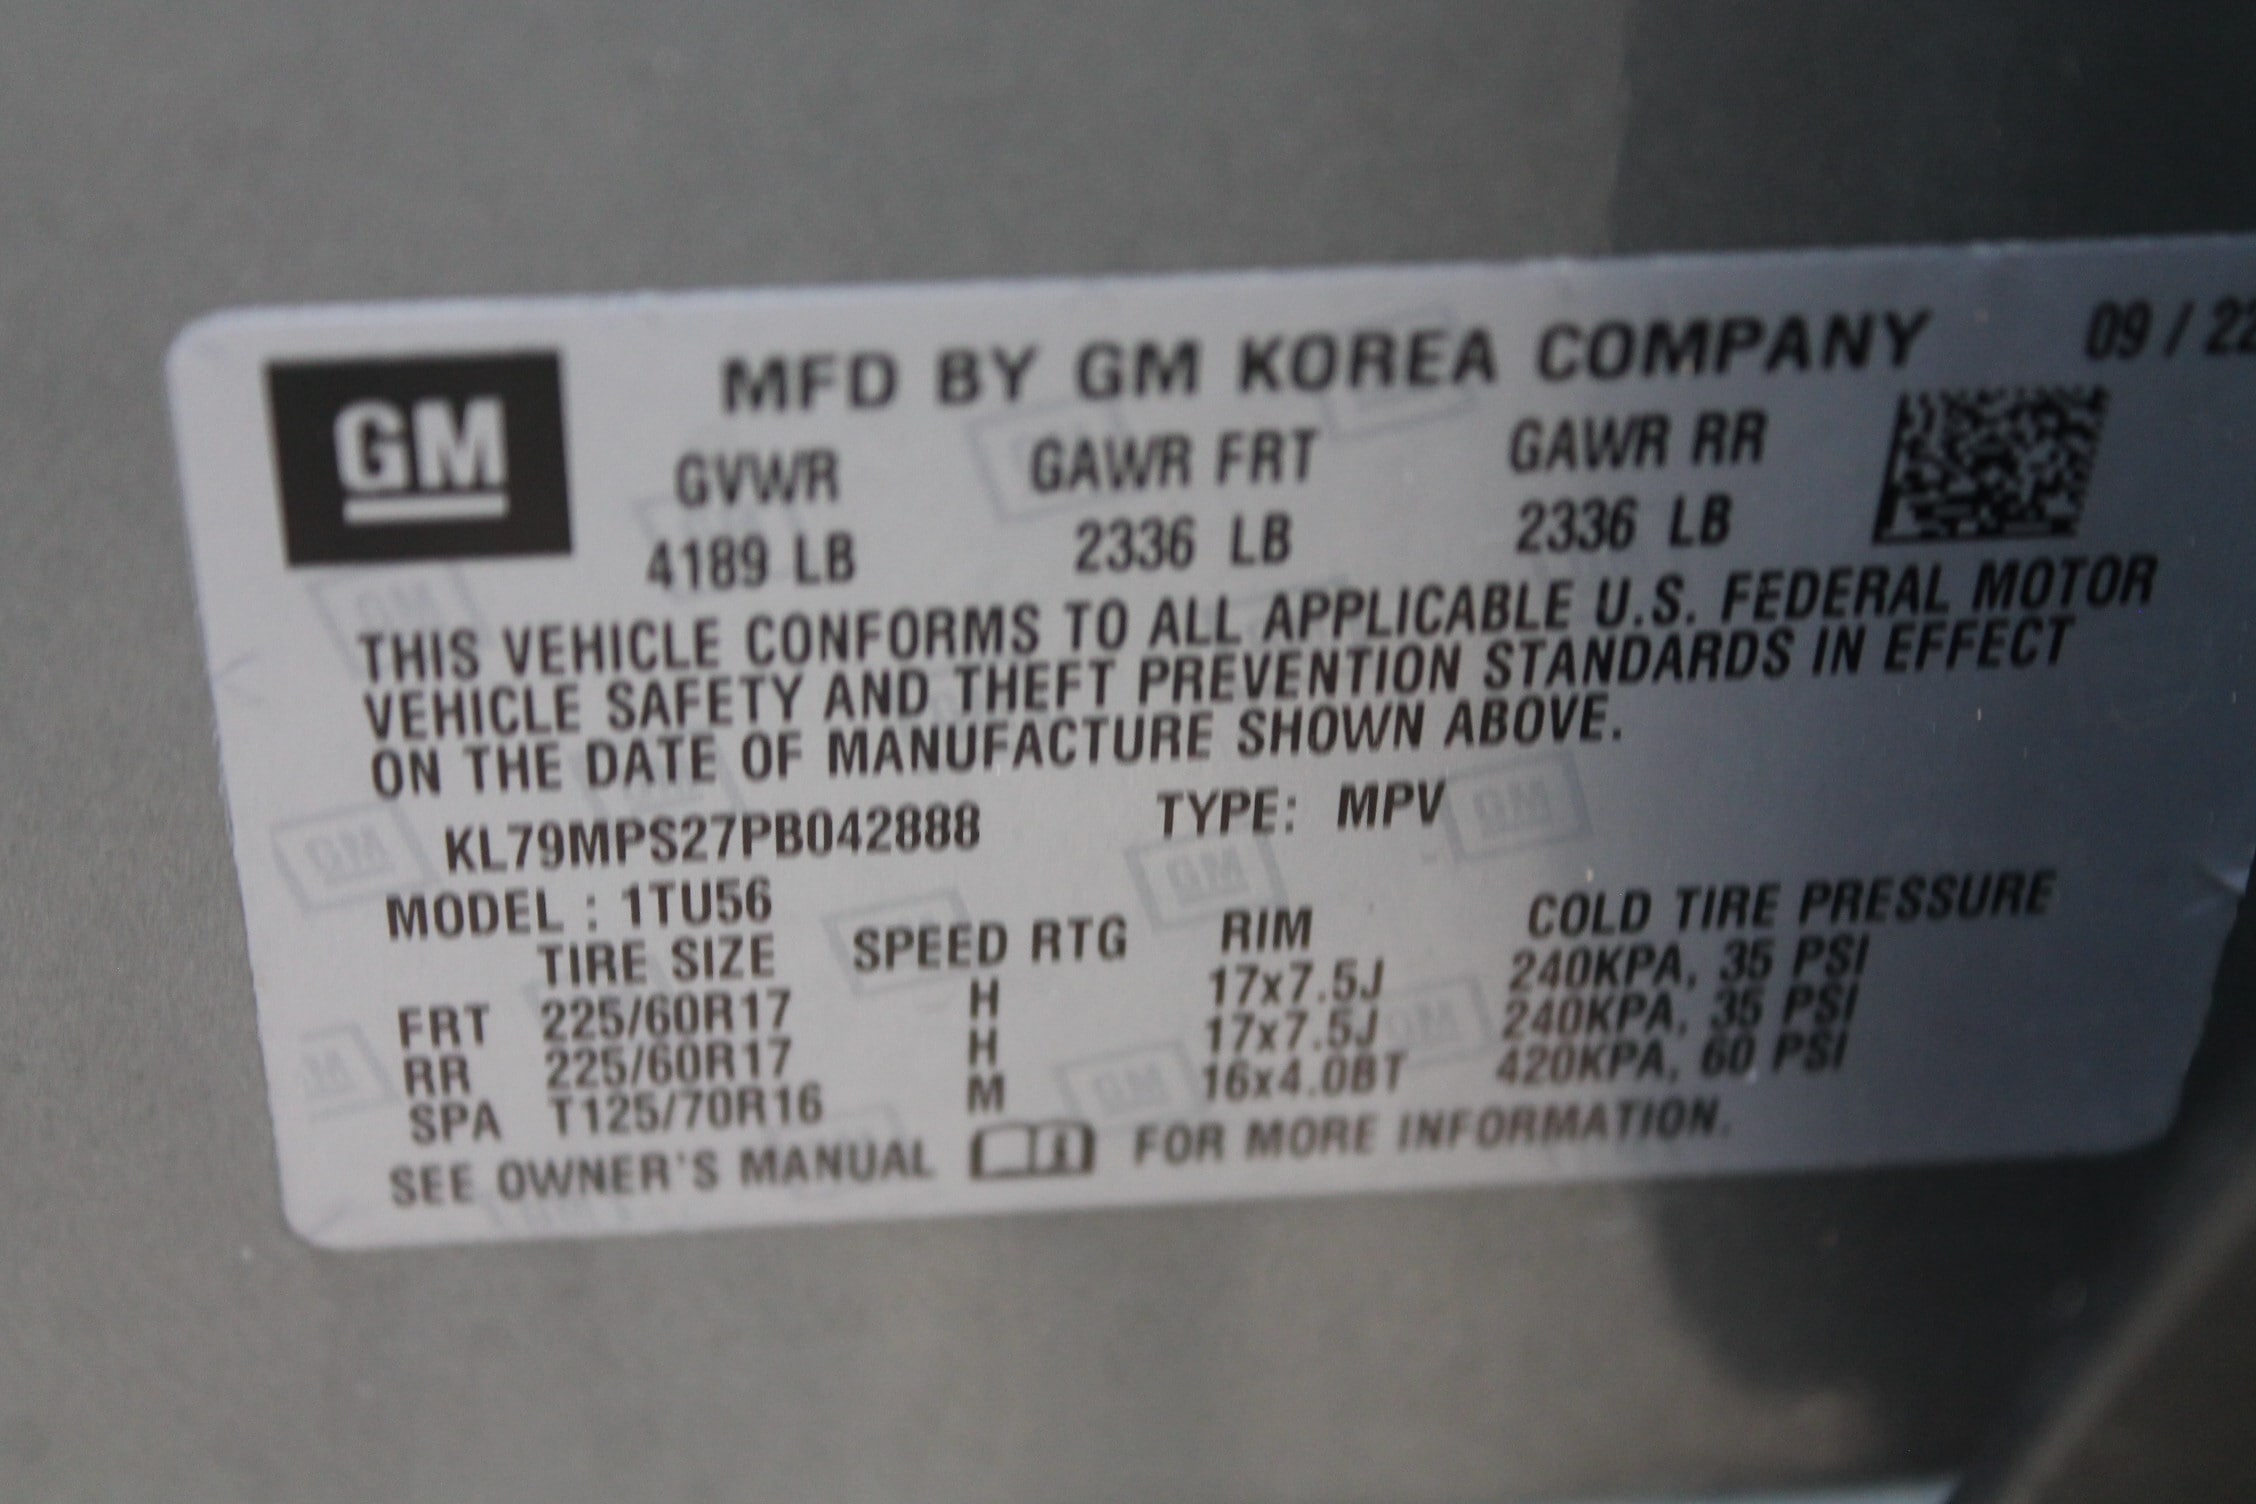 GM
MFD BY GM KOREA COMPANY 09 / 22
GVWR GAWR FRT GAWR RR
4189 LB 2336 LB 2336 LB
THIS VEHICLE CONFORMS TO ALL APPLICABLE U.S. FEDERAL MOTOR
VEHICLE SAFETY AND THEFT PREVENTION STANDARDS IN EFFECT
ON THE DATE OF MANUFACTURE SHOWN ABOVE.
KL79MPS27PB042888 TYPE: MPV
MODEL : 1TU56
TIRE SIZE SPEED RTG RIM COLD TIRE PRESSURE
FRT 225/60R17 H 17x7.5J 240KPA, 35 PSI
RR 225/60R17 H 17x7.5J 240KPA, 35 PSI
SPA T125/70R16 M 16x4.0BT 420KPA, 60 PSI
SEE OWNER'S MANUAL FOR MORE INFORMATION.